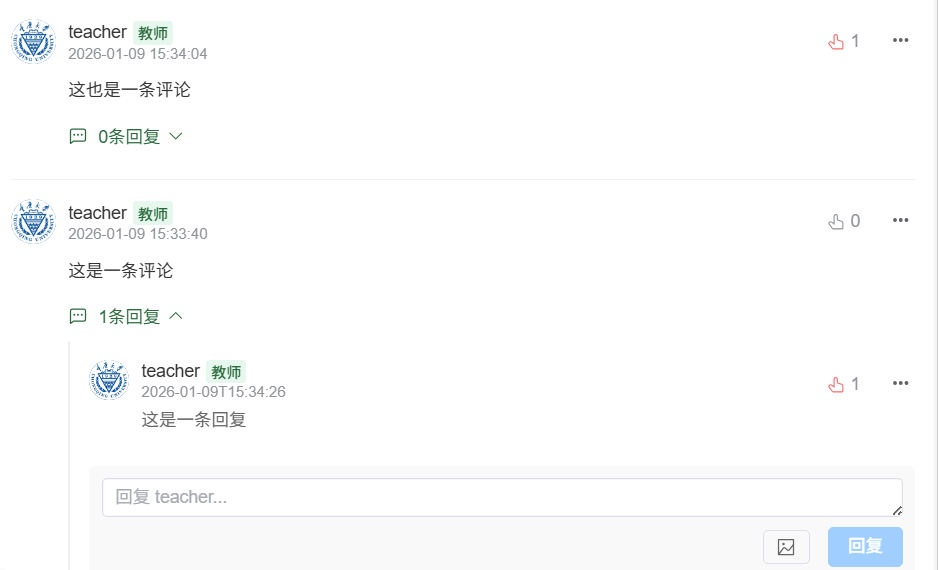 teacher 教师
2026-01-09 15:34:04
1
这也是一条评论
0条回复
teacher 教师
2026-01-09 15:33:40
0
这是一条评论
1条回复
teacher 教师
2026-01-09T15:34:26
1
这是一条回复
回复 teacher...
回复